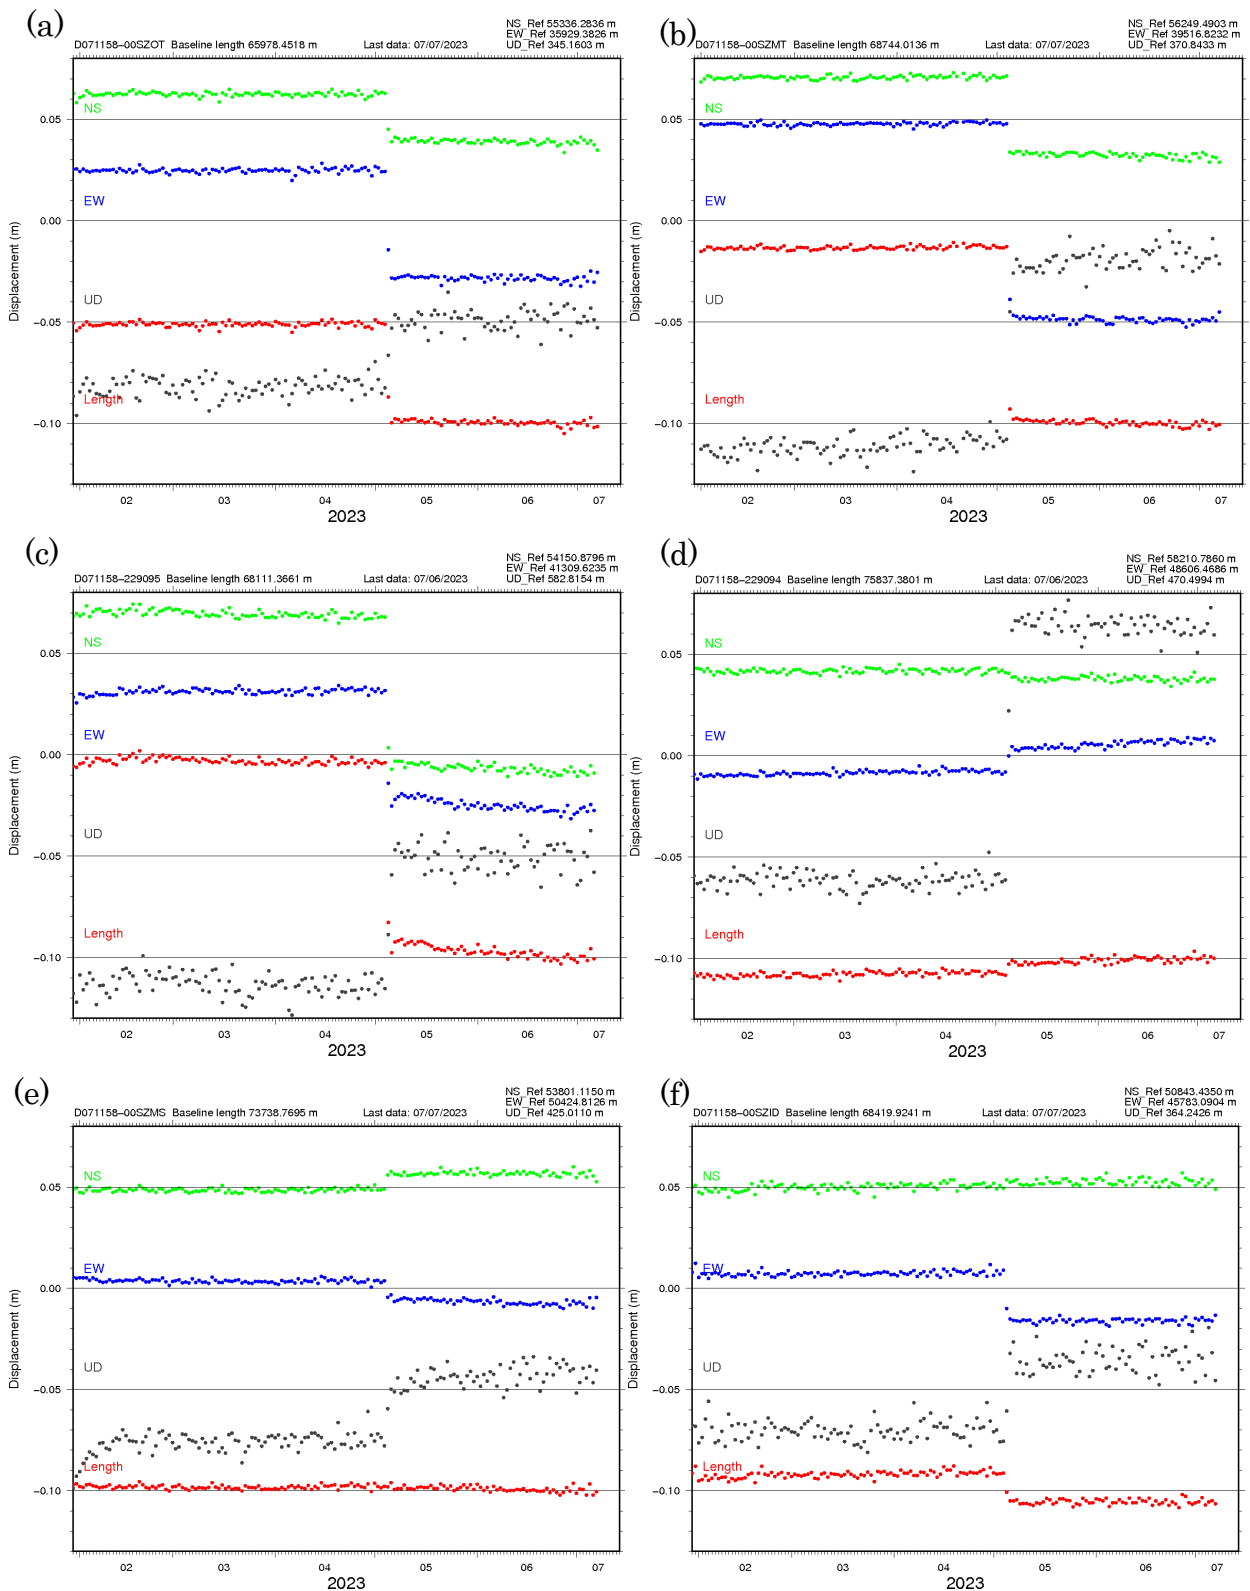 (a)
NS_Ref 55336.2836 m
EW_Ref 35929.3826 m
D071158-00SZOT Baseline length 65978.4518 m Last data: 07/07/2023 UD_Ref 345.1603 m
NS
0.05
EW
0.00
Displacement (m)
UD
-0.05
Length
-0.10
02 03 04 05 06 07
2023
(b)
NS_Ref 56249.4903 m
EW_Ref 39516.8232 m
D071158-00SZMT Baseline length 68744.0136 m Last data: 07/07/2023 UD_Ref 370.8433 m
NS
0.05
EW
0.00
Displacement (m)
UD
-0.05
Length
-0.10
02 03 04 05 06 07
2023
(c)
NS_Ref 54150.8796 m
EW_Ref 41309.6235 m
D071158-229095 Baseline length 68111.3661 m Last data: 07/06/2023 UD_Ref 582.8154 m
NS
0.05
EW
0.00
Displacement (m)
UD
-0.05
Length
-0.10
02 03 04 05 06 07
2023
(d)
NS_Ref 58210.7860 m
EW_Ref 48606.4686 m
D071158-229094 Baseline length 75837.3801 m Last data: 07/06/2023 UD_Ref 470.4994 m
NS
0.05
EW
0.00
Displacement (m)
UD
-0.05
Length
-0.10
02 03 04 05 06 07
2023
(e)
NS_Ref 53801.1150 m
EW_Ref 50424.8126 m
D071158-00SZMS Baseline length 73738.7695 m Last data: 07/07/2023 UD_Ref 425.0110 m
NS
0.05
EW
0.00
Displacement (m)
UD
-0.05
Length
-0.10
02 03 04 05 06 07
2023
(f)
NS_Ref 50843.4350 m
EW_Ref 45783.0904 m
D071158-00SZID Baseline length 68419.9241 m Last data: 07/07/2023 UD_Ref 364.2426 m
NS
0.05
EW
0.00
Displacement (m)
UD
-0.05
Length
-0.10
02 03 04 05 06 07
2023